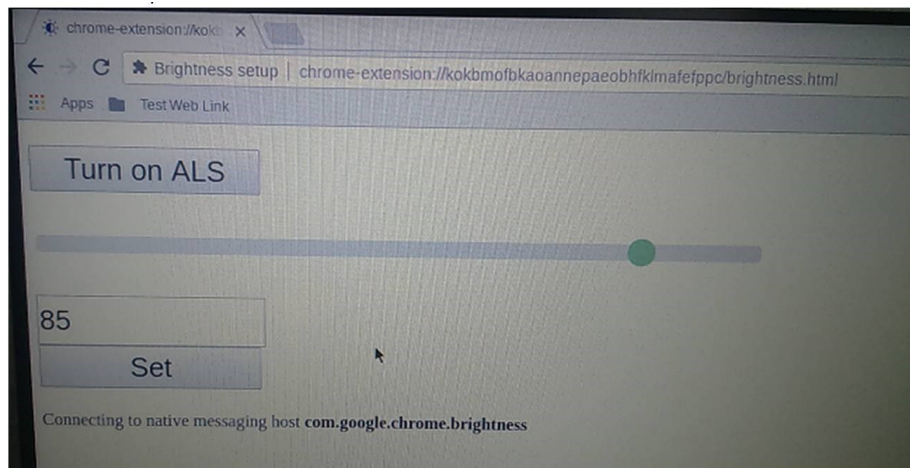 chrome-extension://kok
Brightness setup | chrome-extension://kokbmofbkaoannepaeobhfkimafefppc/brightness.html
Apps Test Web Link
Turn on ALS
85
Set
Connecting to native messaging host com.google.chrome.brightness